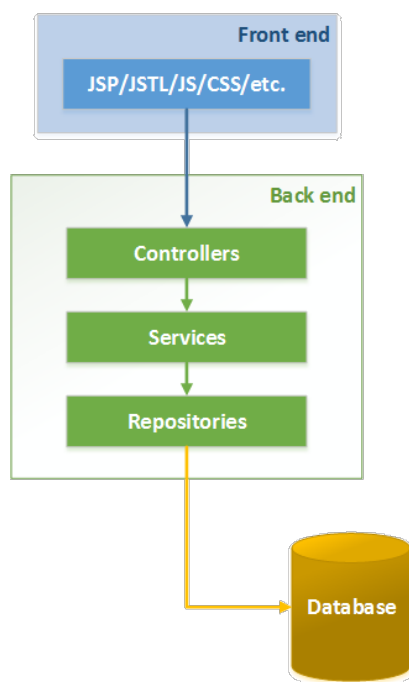 Front end
JSP/JSTL/JS/CSS/etc.
Back end
Controllers
Services
Repositories
Database